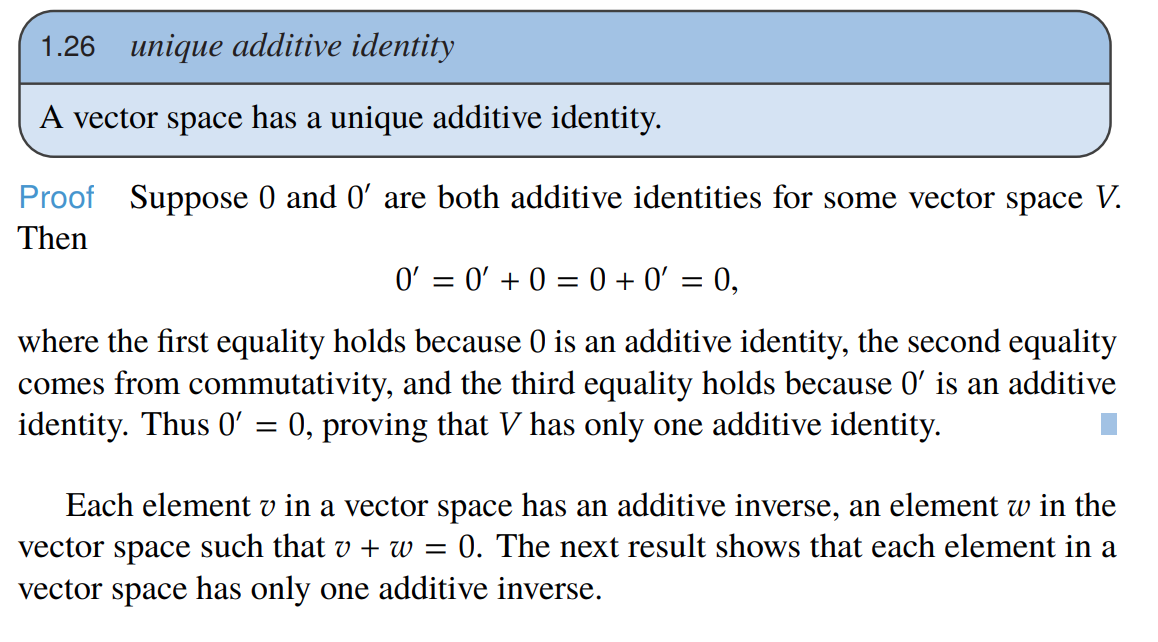 1.26 unique additive identity
A vector space has a unique additive identity.
Proof Suppose 0 and 0′ are both additive identities for some vector space V.
Then
0′ = 0′ + 0 = 0 + 0′ = 0,
where the first equality holds because 0 is an additive identity, the second equality
comes from commutativity, and the third equality holds because 0′ is an additive
identity. Thus 0′ = 0, proving that V has only one additive identity.
Each element v in a vector space has an additive inverse, an element w in the
vector space such that v + w = 0. The next result shows that each element in a
vector space has only one additive inverse.